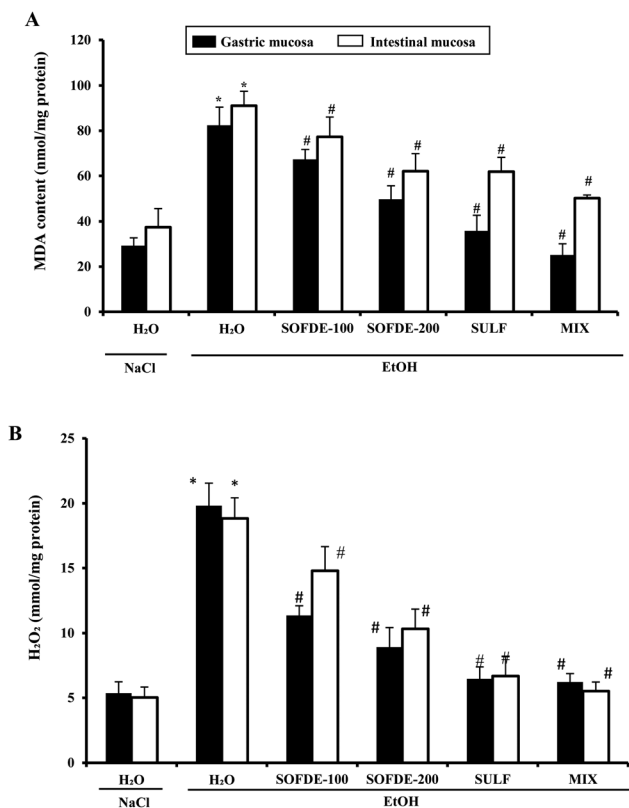 A
Gastric mucosa
Intestinal mucosa
MDA content (nmol/mg protein)
120
100
80
60
40
20
0
* *
# #
# #
# #
# #
H₂O H₂O SOFDE-100 SOFDE-200 SULF MIX
NaCl EtOH
B
H₂O₂ (mmol/mg protein)
25
20
15
10
5
0
* *
# #
# #
# #
# #
H₂O H₂O SOFDE-100 SOFDE-200 SULF MIX
NaCl EtOH